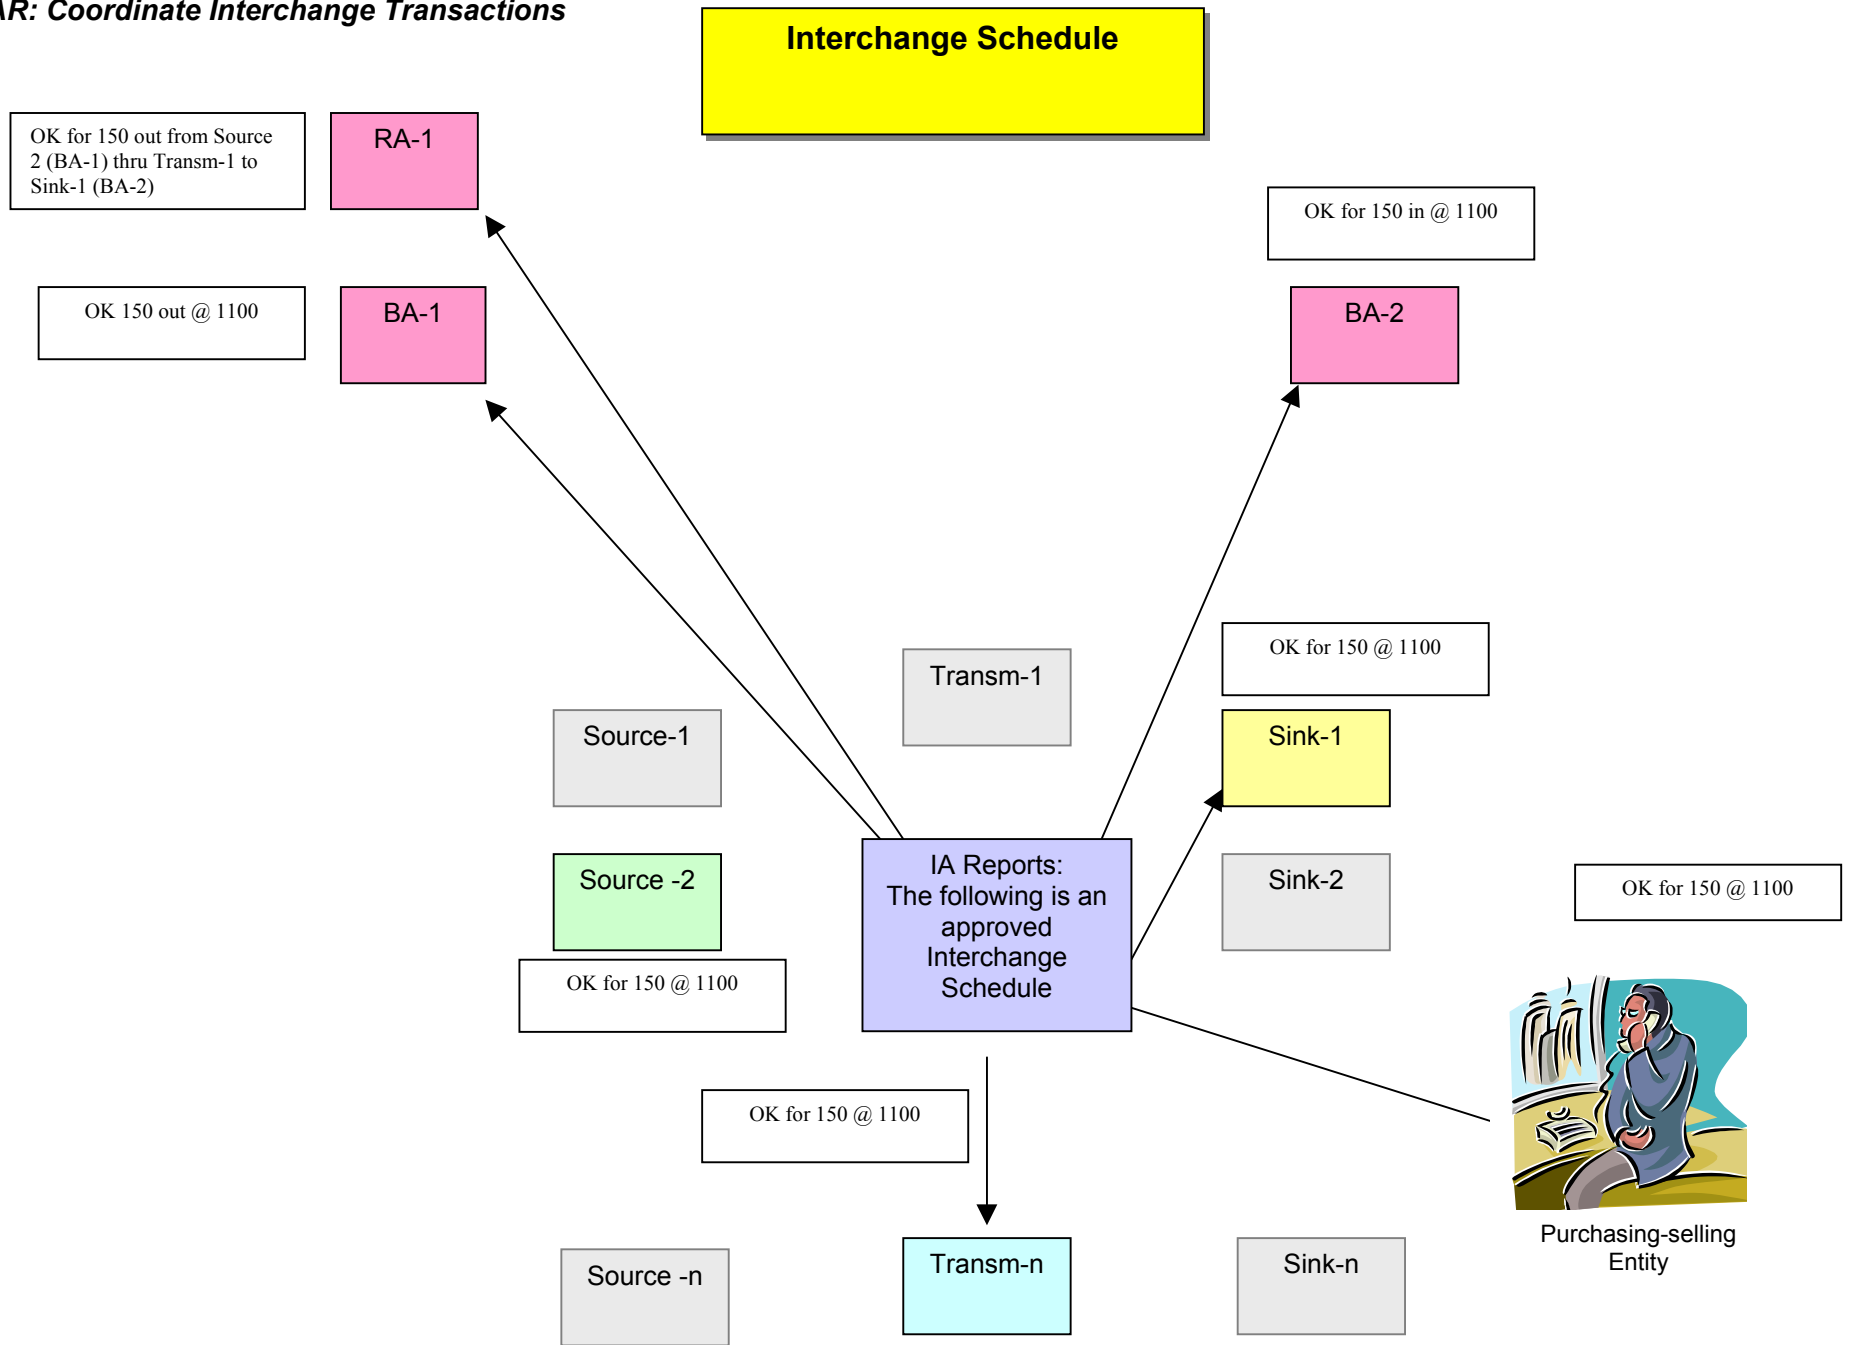 AR: Coordinate Interchange Transactions
Interchange Schedule
OK for 150 out from Source
2 (BA-1) thru Transm-1 to
Sink-1 (BA-2)
RA-1
OK for 150 in @ 1100
OK 150 out @ 1100
BA-1
BA-2
OK for 150 @ 1100
Transm-1
Source-1
Sink-1
IA Reports:
The following is an
approved
Interchange
Schedule
Source -2
Sink-2
OK for 150 @ 1100
OK for 150 @ 1100
OK for 150 @ 1100
Purchasing-selling
Entity
Source -n
Transm-n
Sink-n